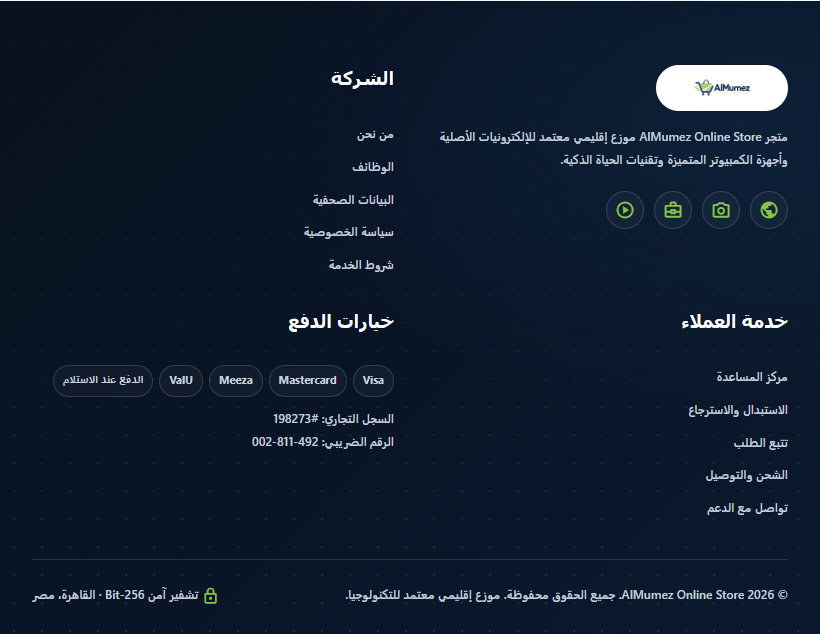 AlMumez
متجر AlMumez Online Store موزع إقليمي معتمد للإلكترونيات الأصلية
وأجهزة الكمبيوتر المتميزة وتقنيات الحياة الذكية.
الشركة
من نحن
الوظائف
البيانات الصحفية
سياسة الخصوصية
شروط الخدمة
خدمة العملاء
مركز المساعدة
الاستبدال والاسترجاع
تتبع الطلب
الشحن والتوصيل
تواصل مع الدعم
خيارات الدفع
Visa
Mastercard
Meeza
ValU
الدفع عند الاستلام
السجل التجاري: #198273
الرقم الضريبي: 492-811-002
© 2026 AlMumez Online Store. جميع الحقوق محفوظة. موزع إقليمي معتمد للتكنولوجيا.
تشفير آمن 256-Bit · القاهرة، مصر